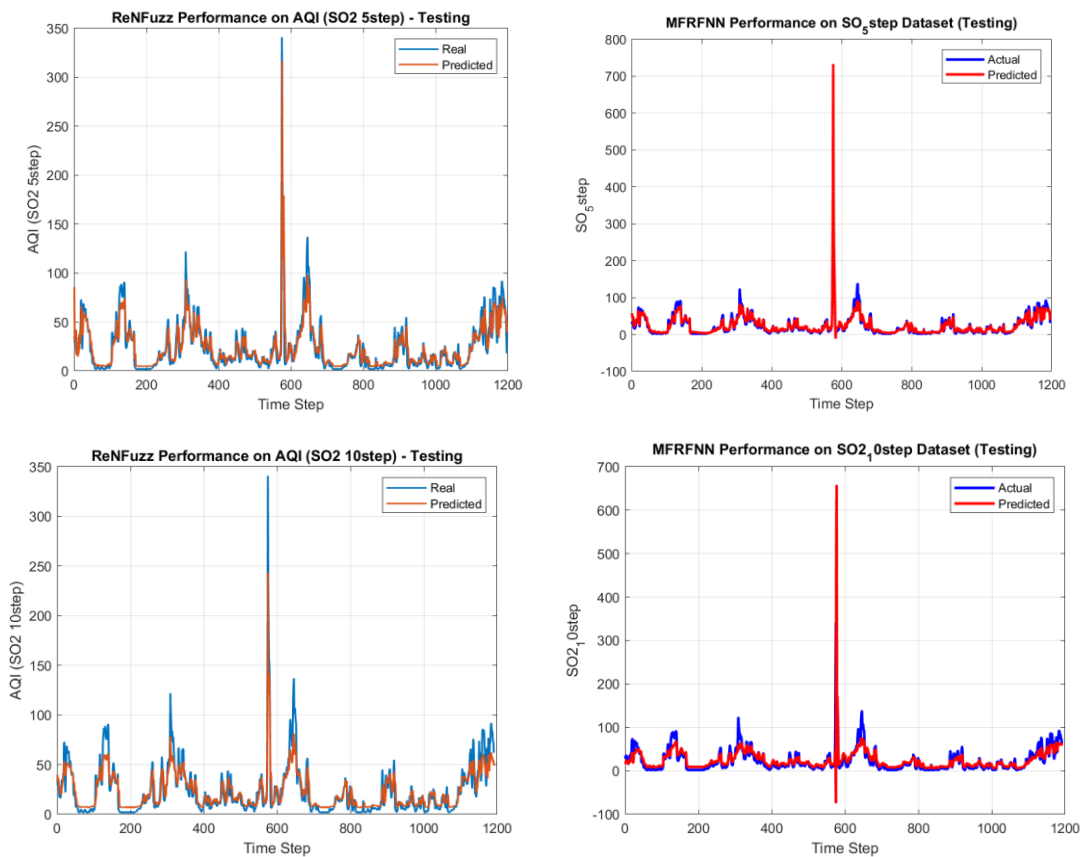 ReNFuzz Performance on AQI (SO2 5step) - Testing
350
300
250
200
150
100
50
0
AQI (SO2 5step)
Real
Predicted
0 200 400 600 800 1000 1200
Time Step
MFRFNN Performance on SO₅step Dataset (Testing)
800
700
600
500
400
300
200
100
0
-100
SO₅step
Actual
Predicted
0 200 400 600 800 1000 1200
Time Step
ReNFuzz Performance on AQI (SO2 10step) - Testing
350
300
250
200
150
100
50
0
AQI (SO2 10step)
Real
Predicted
0 200 400 600 800 1000 1200
Time Step
MFRFNN Performance on SO2₁0step Dataset (Testing)
700
600
500
400
300
200
100
0
-100
SO2₁0step
Actual
Predicted
0 200 400 600 800 1000 1200
Time Step